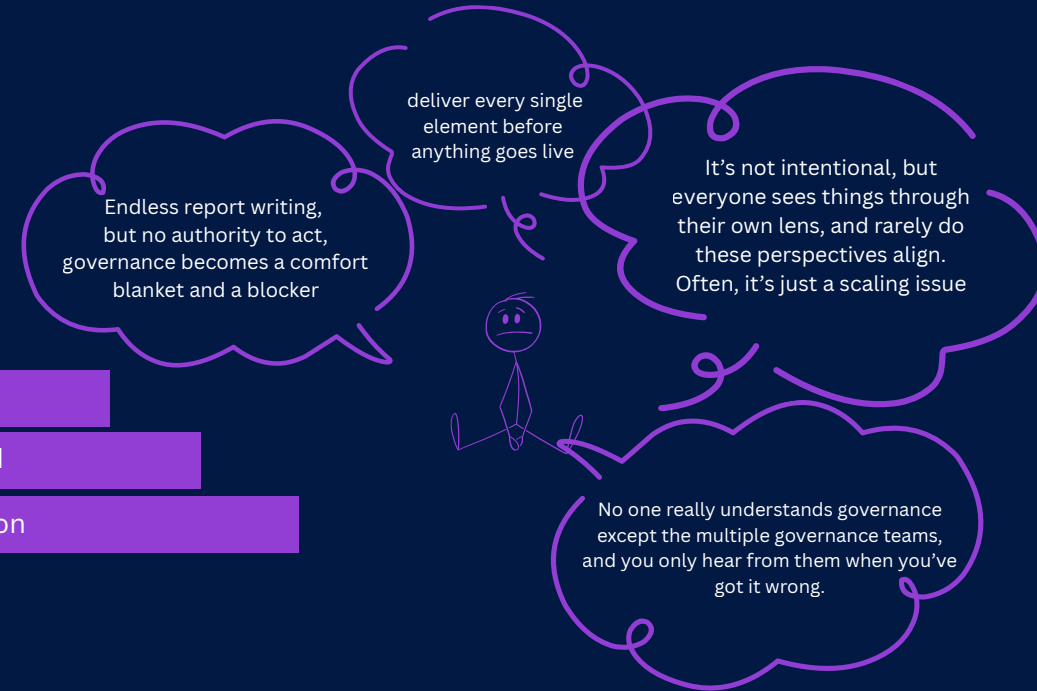 deliver every single
element before
anything goes live
It's not intentional, but
everyone sees things through
their own lens, and rarely do
these perspectives align.
Often, it's just a scaling issue
Endless report writing,
but no authority to act,
governance becomes a comfort
blanket and a blocker
on
No one really understands governance
except the multiple governance teams,
and you only hear from them when you've
got it wrong.